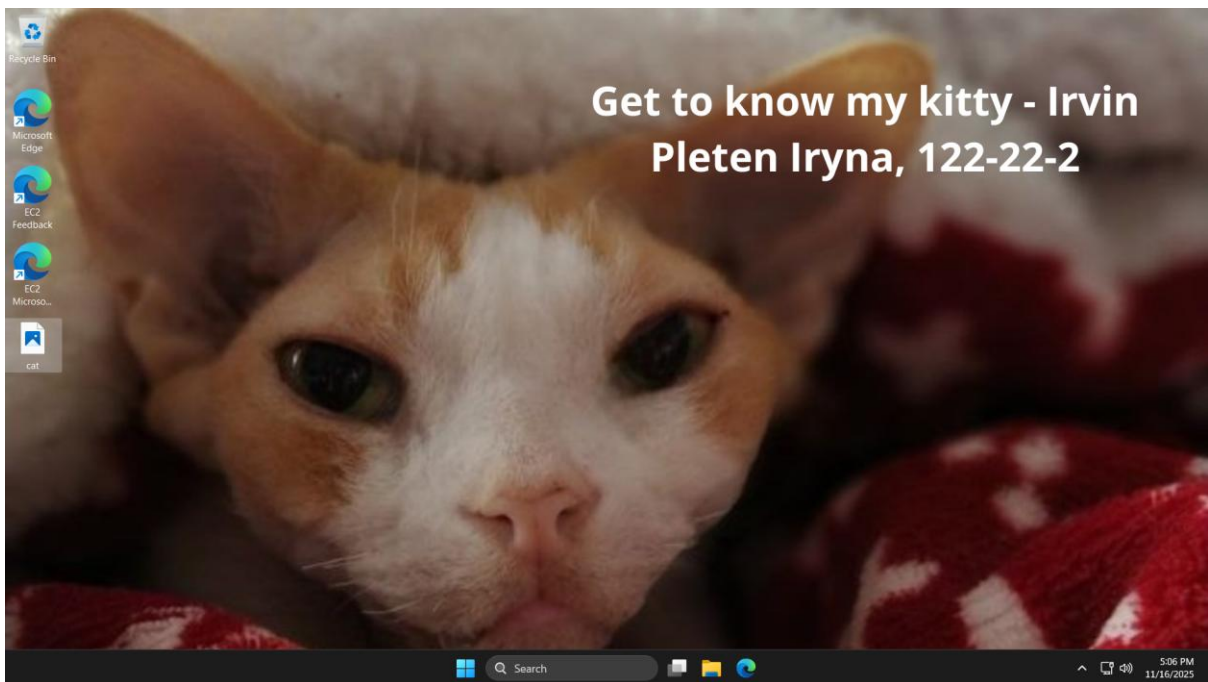 Recycle Bin
Microsoft
Edge
EC2
Feedback
EC2
Microso...
cat
Get to know my kitty - Irvin
Pleten Iryna, 122-22-2
Search
5:06 PM
11/16/2025